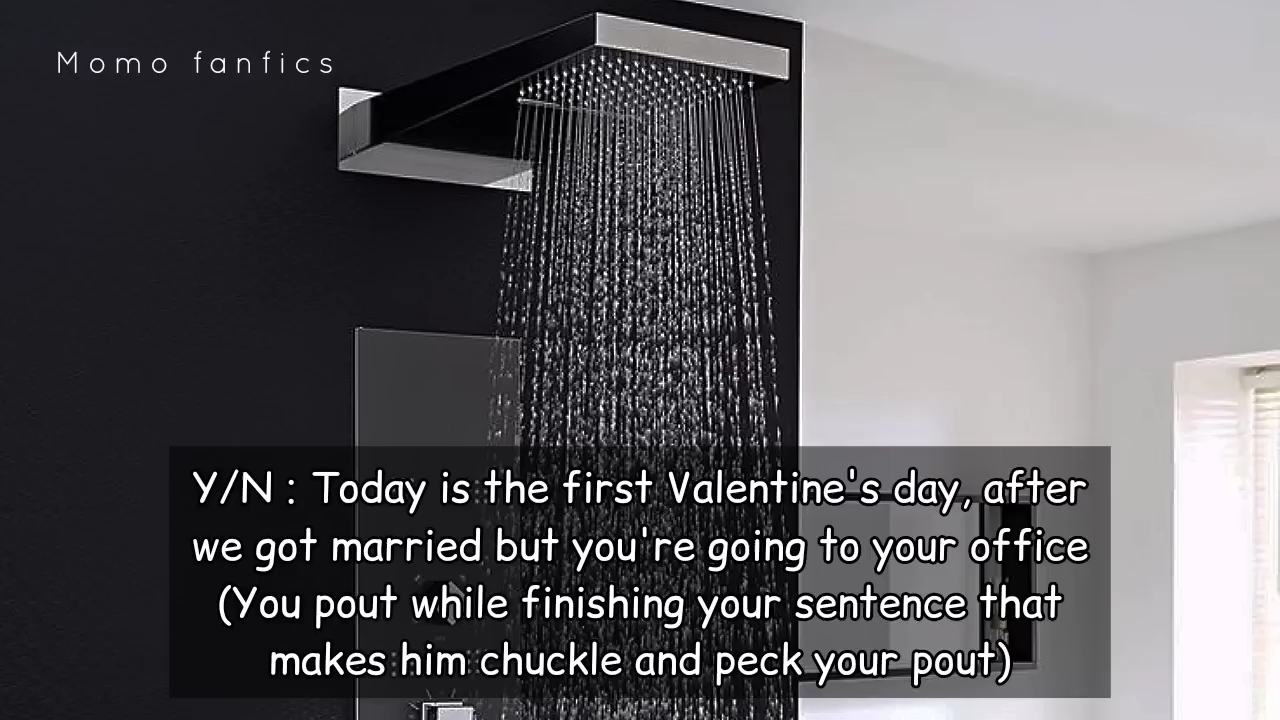 Momo fanfics
Y/N : Today is the first Valentine's day, after
we got married but you're going to your office
(You pout while finishing your sentence that
makes him chuckle and peck your pout)